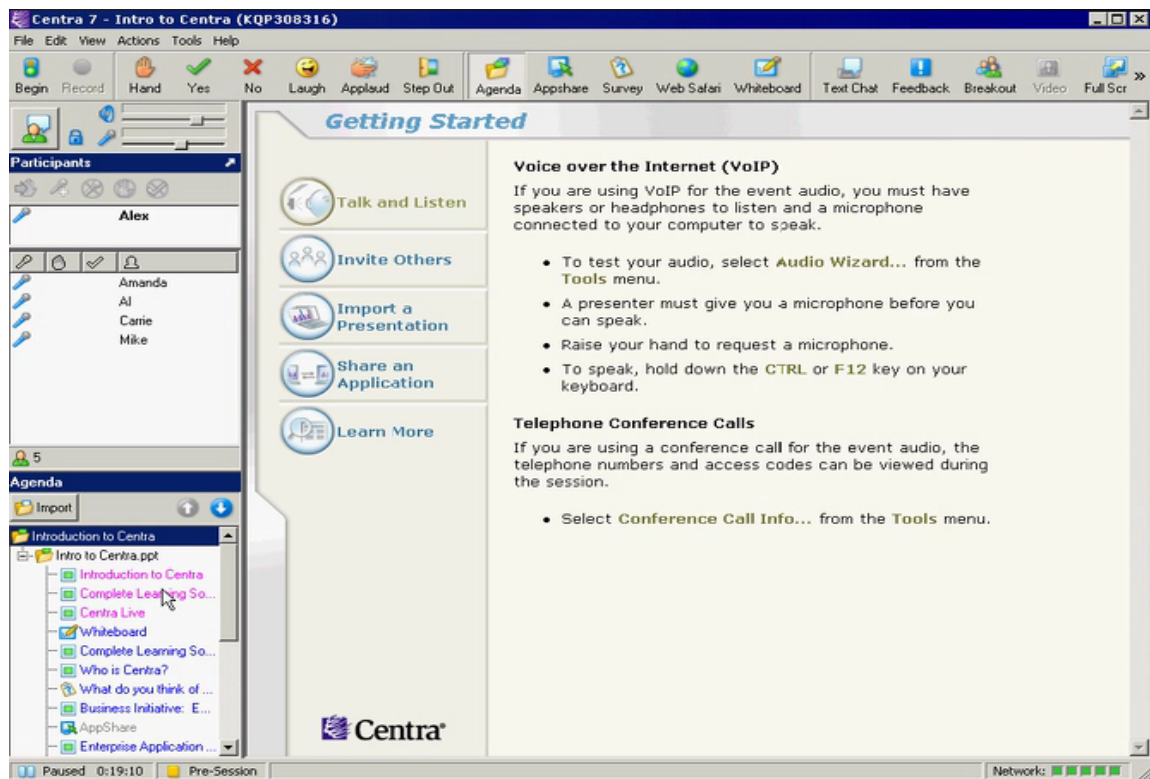 Centra 7 - Intro to Centra (KQP308316)
File Edit View Actions Tools Help
Begin Record Hand Yes No Laugh Applaud Step Out Agenda Appshare Survey Web Safari Whiteboard Text Chat Feedback Breakout Video Full Scr »
Participants
Alex
Amanda
Al
Carrie
Mike
5
Agenda
Import
Introduction to Centra
Intro to Centra.ppt
Introduction to Centra
Complete Learning So...
Centra Live
Whiteboard
Complete Learning So...
Who is Centra?
What do you think of ...
Business Initiative: E...
AppShare
Enterprise Application ...
Getting Started
Talk and Listen
Invite Others
Import a
Presentation
Share an
Application
Learn More
Centra
Voice over the Internet (VoIP)
If you are using VoIP for the event audio, you must have
speakers or headphones to listen and a microphone
connected to your computer to speak.
• To test your audio, select Audio Wizard... from the
Tools menu.
• A presenter must give you a microphone before you
can speak.
• Raise your hand to request a microphone.
• To speak, hold down the CTRL or F12 key on your
keyboard.
Telephone Conference Calls
If you are using a conference call for the event audio, the
telephone numbers and access codes can be viewed during
the session.
• Select Conference Call Info... from the Tools menu.
Paused 0:19:10 Pre-Session Network: